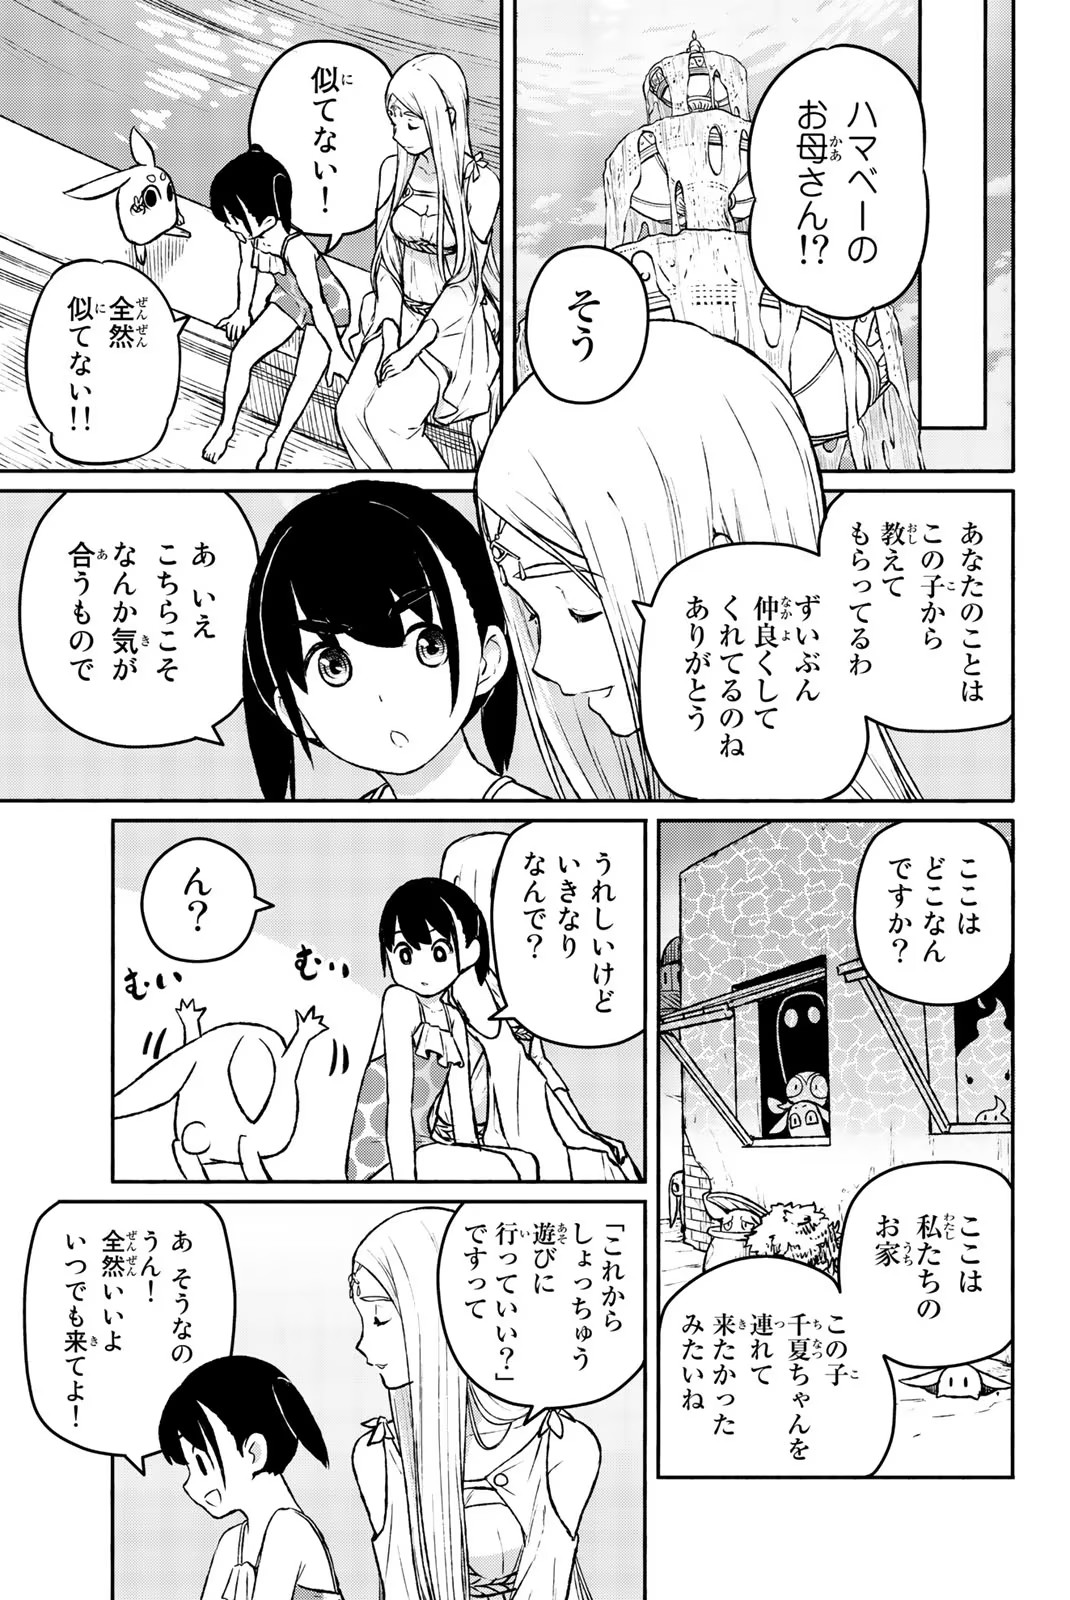 ハマベーの
お母さん!?
そう
似てない！
全然
似てない!!
あなたのことは
この子から
教えて
もらってるわ
ずいぶん
仲良くして
くれてるのね
ありがとう
あ いえ
こちらこそ
なんか気が
合うもので
ここは
どこなん
ですか？
ここは
私たちの
お家
この子
千夏ちゃんを
連れて
来たかった
みたいね
うれしいけど
いきなり
なんで？
ん？
むいっ
むいっ
「これから
しょっちゅう
遊びに
行っていい？」
ですって
あ そうなの
うん！
全然いいよ
いつでも来てよ！